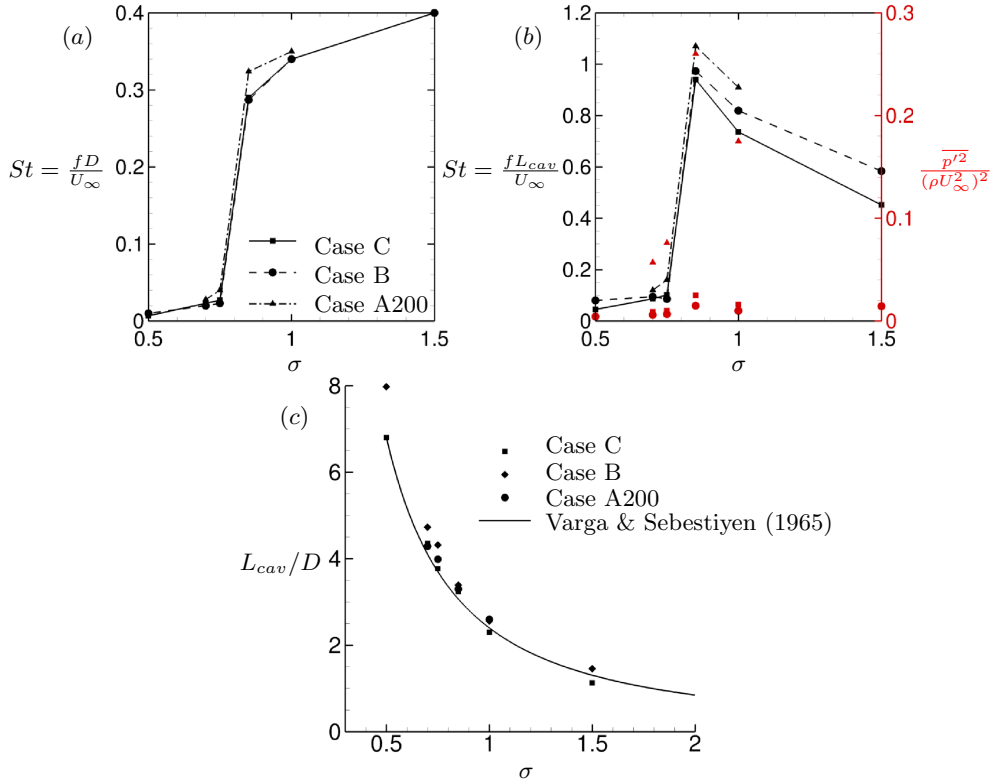 (a)
0.4
0.3
0.2
0.1
0
St = fD/U∞
Case C
Case B
Case A200
0.5
1
1.5
σ
(b)
1.2
1
0.8
0.6
0.4
0.2
0
St = fLcav/U∞
0.3
0.2
0.1
0
p′2/(ρU∞2)2
0.5
1
1.5
σ
(c)
8
6
4
2
0
Lcav/D
Case C
Case B
Case A200
Varga & Sebestiyen (1965)
0.5
1
1.5
2
σ